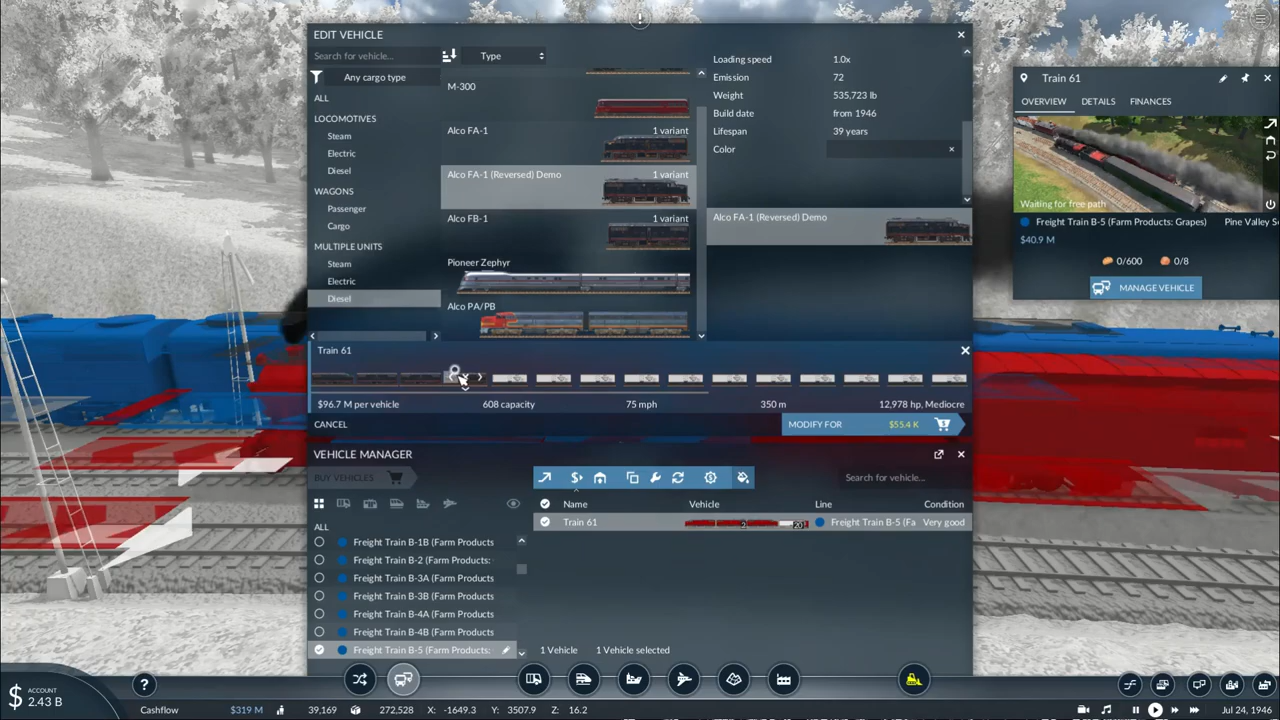 EDIT VEHICLE
Search for vehicle...
Type
Any cargo type
ALL
LOCOMOTIVES
Steam
Electric
Diesel
WAGONS
Passenger
Cargo
MULTIPLE UNITS
Steam
Electric
Diesel
M-300
Alco FA-1
1 variant
Alco FA-1 (Reversed) Demo
1 variant
Alco FB-1
1 variant
Pioneer Zephyr
Alco PA/PB
Loading speed 1.0x
Emission 72
Weight 535,723 lb
Build date from 1946
Lifespan 39 years
Color
Alco FA-1 (Reversed) Demo
Train 61
$96.7 M per vehicle
608 capacity
75 mph
350 m
12,978 hp, Mediocre
CANCEL
MODIFY FOR $55.4 K
VEHICLE MANAGER
BUY VEHICLES
Search for vehicle...
Name Vehicle Line Condition
Train 61 2 20 Freight Train B-5 (Fa Very good
ALL
Freight Train B-1B (Farm Products
Freight Train B-2 (Farm Products:
Freight Train B-3A (Farm Products
Freight Train B-3B (Farm Products
Freight Train B-4A (Farm Products
Freight Train B-4B (Farm Products
Freight Train B-5 (Farm Products:
1 Vehicle
1 Vehicle selected
Train 61
OVERVIEW DETAILS FINANCES
Waiting for free path
Freight Train B-5 (Farm Products: Grapes) Pine Valley S
$40.9 M
0/600 0/8
MANAGE VEHICLE
$ ACCOUNT
2.43 B
?
Cashflow $319 M 39,169 272,528 X: -1649.3 Y: 3507.9 Z: 16.2
Jul 24, 1946